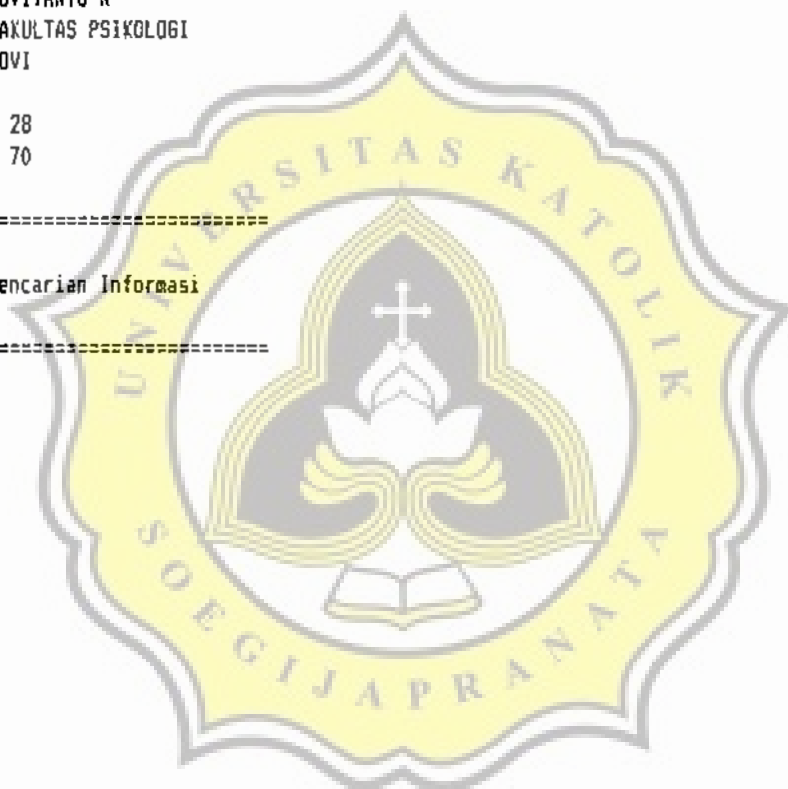 AKULTAS PSIKOLOGI
OVI
28
70
==========================
encarian Informasi
==========================
UNIVERSITAS KATOLIK
SOEGIJAPRANATA